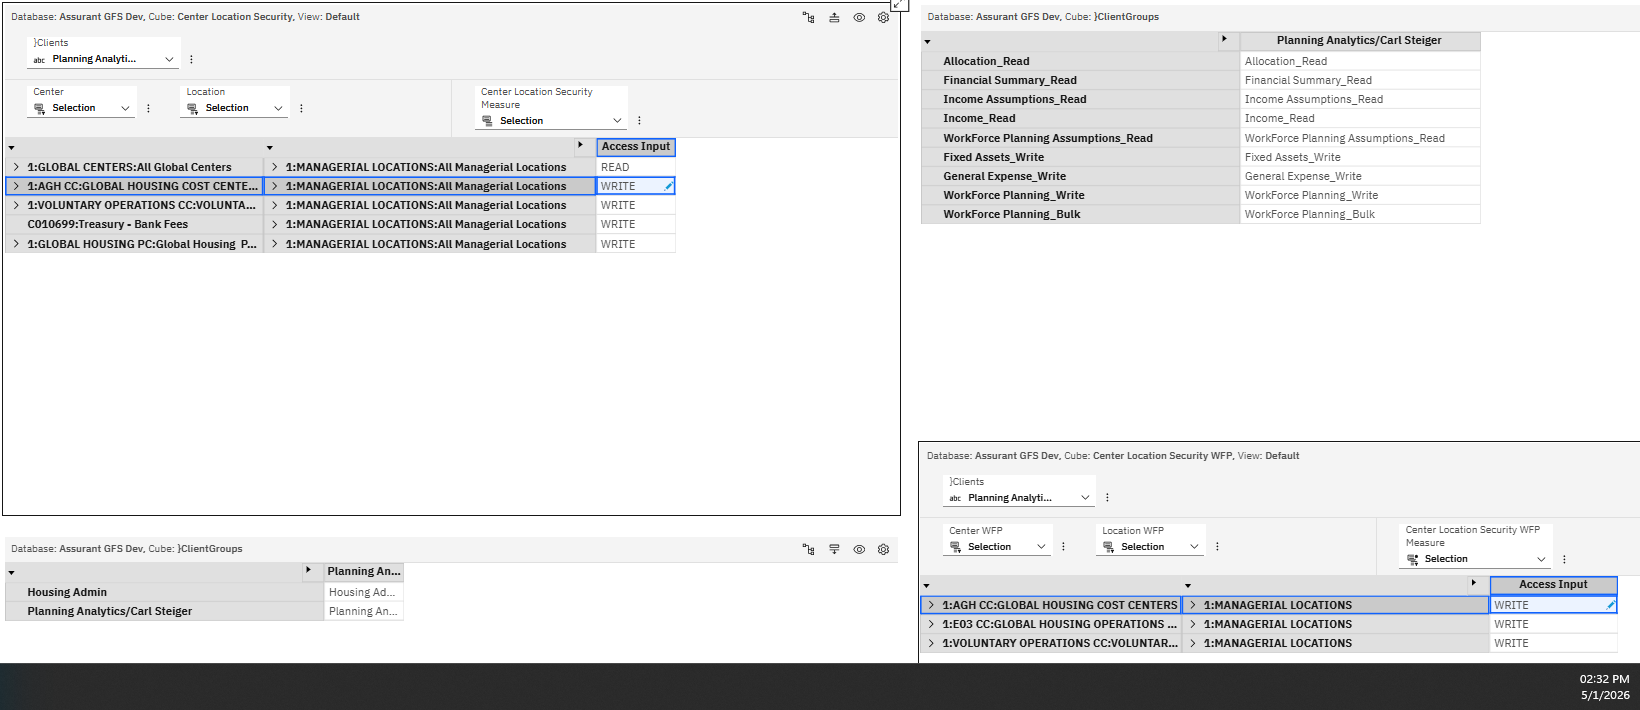 Database: Assurant GFS Dev, Cube: Center Location Security, View: Default
}Clients
abc Planning Analyti...
Center
Selection
Location
Selection
Center Location Security
Measure
Selection
Access Input
1:GLOBAL CENTERS:All Global Centers 1:MANAGERIAL LOCATIONS:All Managerial Locations READ
1:AGH CC:GLOBAL HOUSING COST CENTE... 1:MANAGERIAL LOCATIONS:All Managerial Locations WRITE
1:VOLUNTARY OPERATIONS CC:VOLUNTA... 1:MANAGERIAL LOCATIONS:All Managerial Locations WRITE
C010699:Treasury - Bank Fees 1:MANAGERIAL LOCATIONS:All Managerial Locations WRITE
1:GLOBAL HOUSING PC:Global Housing P... 1:MANAGERIAL LOCATIONS:All Managerial Locations WRITE
Database: Assurant GFS Dev, Cube: }ClientGroups
Planning An...
Housing Admin Housing Ad...
Planning Analytics/Carl Steiger Planning An...
Database: Assurant GFS Dev, Cube: }ClientGroups
Planning Analytics/Carl Steiger
Allocation_Read Allocation_Read
Financial Summary_Read Financial Summary_Read
Income Assumptions_Read Income Assumptions_Read
Income_Read Income_Read
WorkForce Planning Assumptions_Read WorkForce Planning Assumptions_Read
Fixed Assets_Write Fixed Assets_Write
General Expense_Write General Expense_Write
WorkForce Planning_Write WorkForce Planning_Write
WorkForce Planning_Bulk WorkForce Planning_Bulk
Database: Assurant GFS Dev, Cube: Center Location Security WFP, View: Default
}Clients
abc Planning Analyti...
Center WFP
Selection
Location WFP
Selection
Center Location Security WFP
Measure
Selection
Access Input
1:AGH CC:GLOBAL HOUSING COST CENTERS 1:MANAGERIAL LOCATIONS WRITE
1:E03 CC:GLOBAL HOUSING OPERATIONS ... 1:MANAGERIAL LOCATIONS WRITE
1:VOLUNTARY OPERATIONS CC:VOLUNTAR... 1:MANAGERIAL LOCATIONS WRITE
02:32 PM
5/1/2026